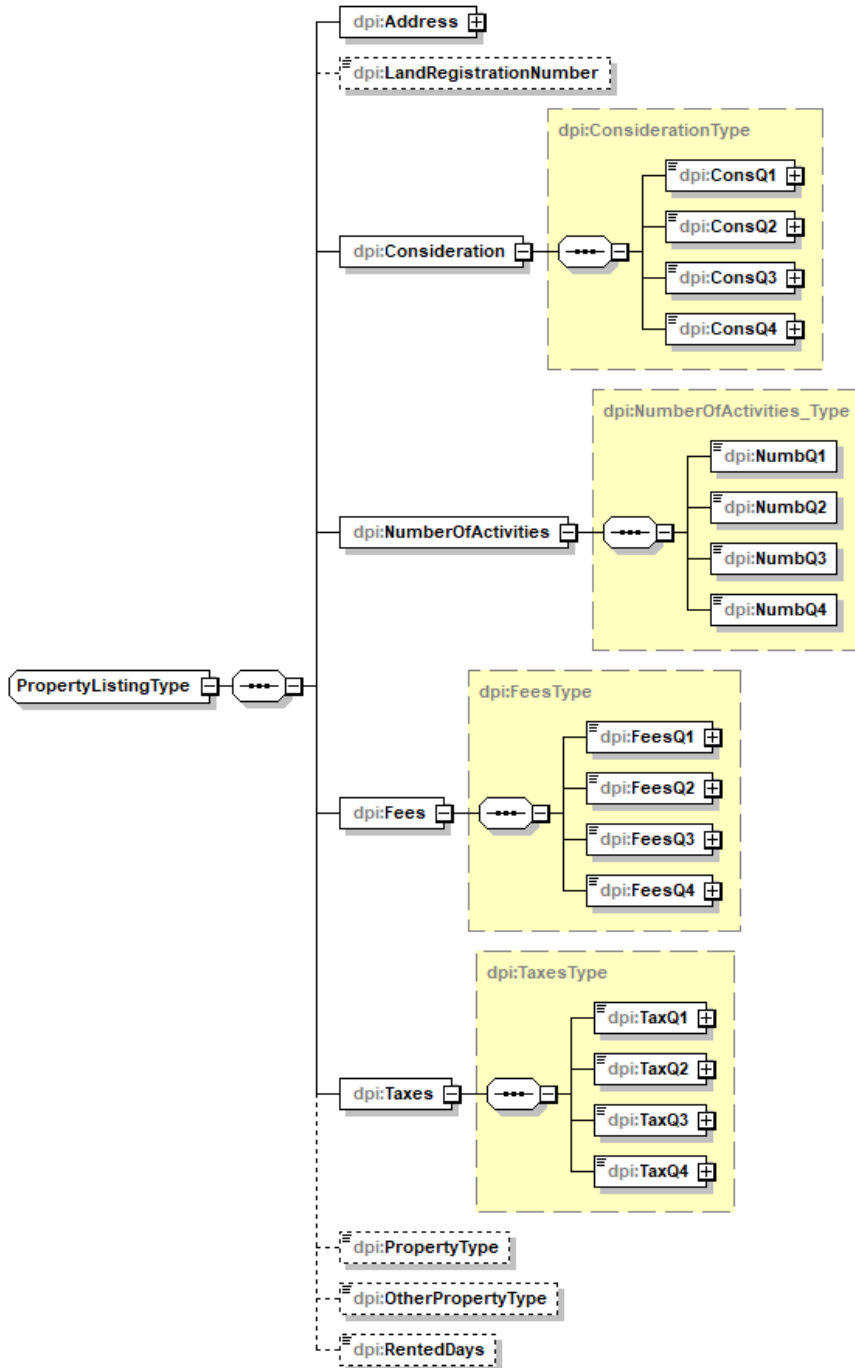 dpi:Address
dpi:LandRegistrationNumber
dpi:ConsiderationType
dpi:ConsQ1
dpi:ConsQ2
dpi:Consideration
dpi:ConsQ3
dpi:ConsQ4
dpi:NumberOfActivities_Type
dpi:NumbQ1
dpi:NumbQ2
dpi:NumberOfActivities
dpi:NumbQ3
dpi:NumbQ4
PropertyListingType
dpi:FeesType
dpi:FeesQ1
dpi:FeesQ2
dpi:Fees
dpi:FeesQ3
dpi:FeesQ4
dpi:TaxesType
dpi:TaxQ1
dpi:TaxQ2
dpi:Taxes
dpi:TaxQ3
dpi:TaxQ4
dpi:PropertyType
dpi:OtherPropertyType
dpi:RentedDays